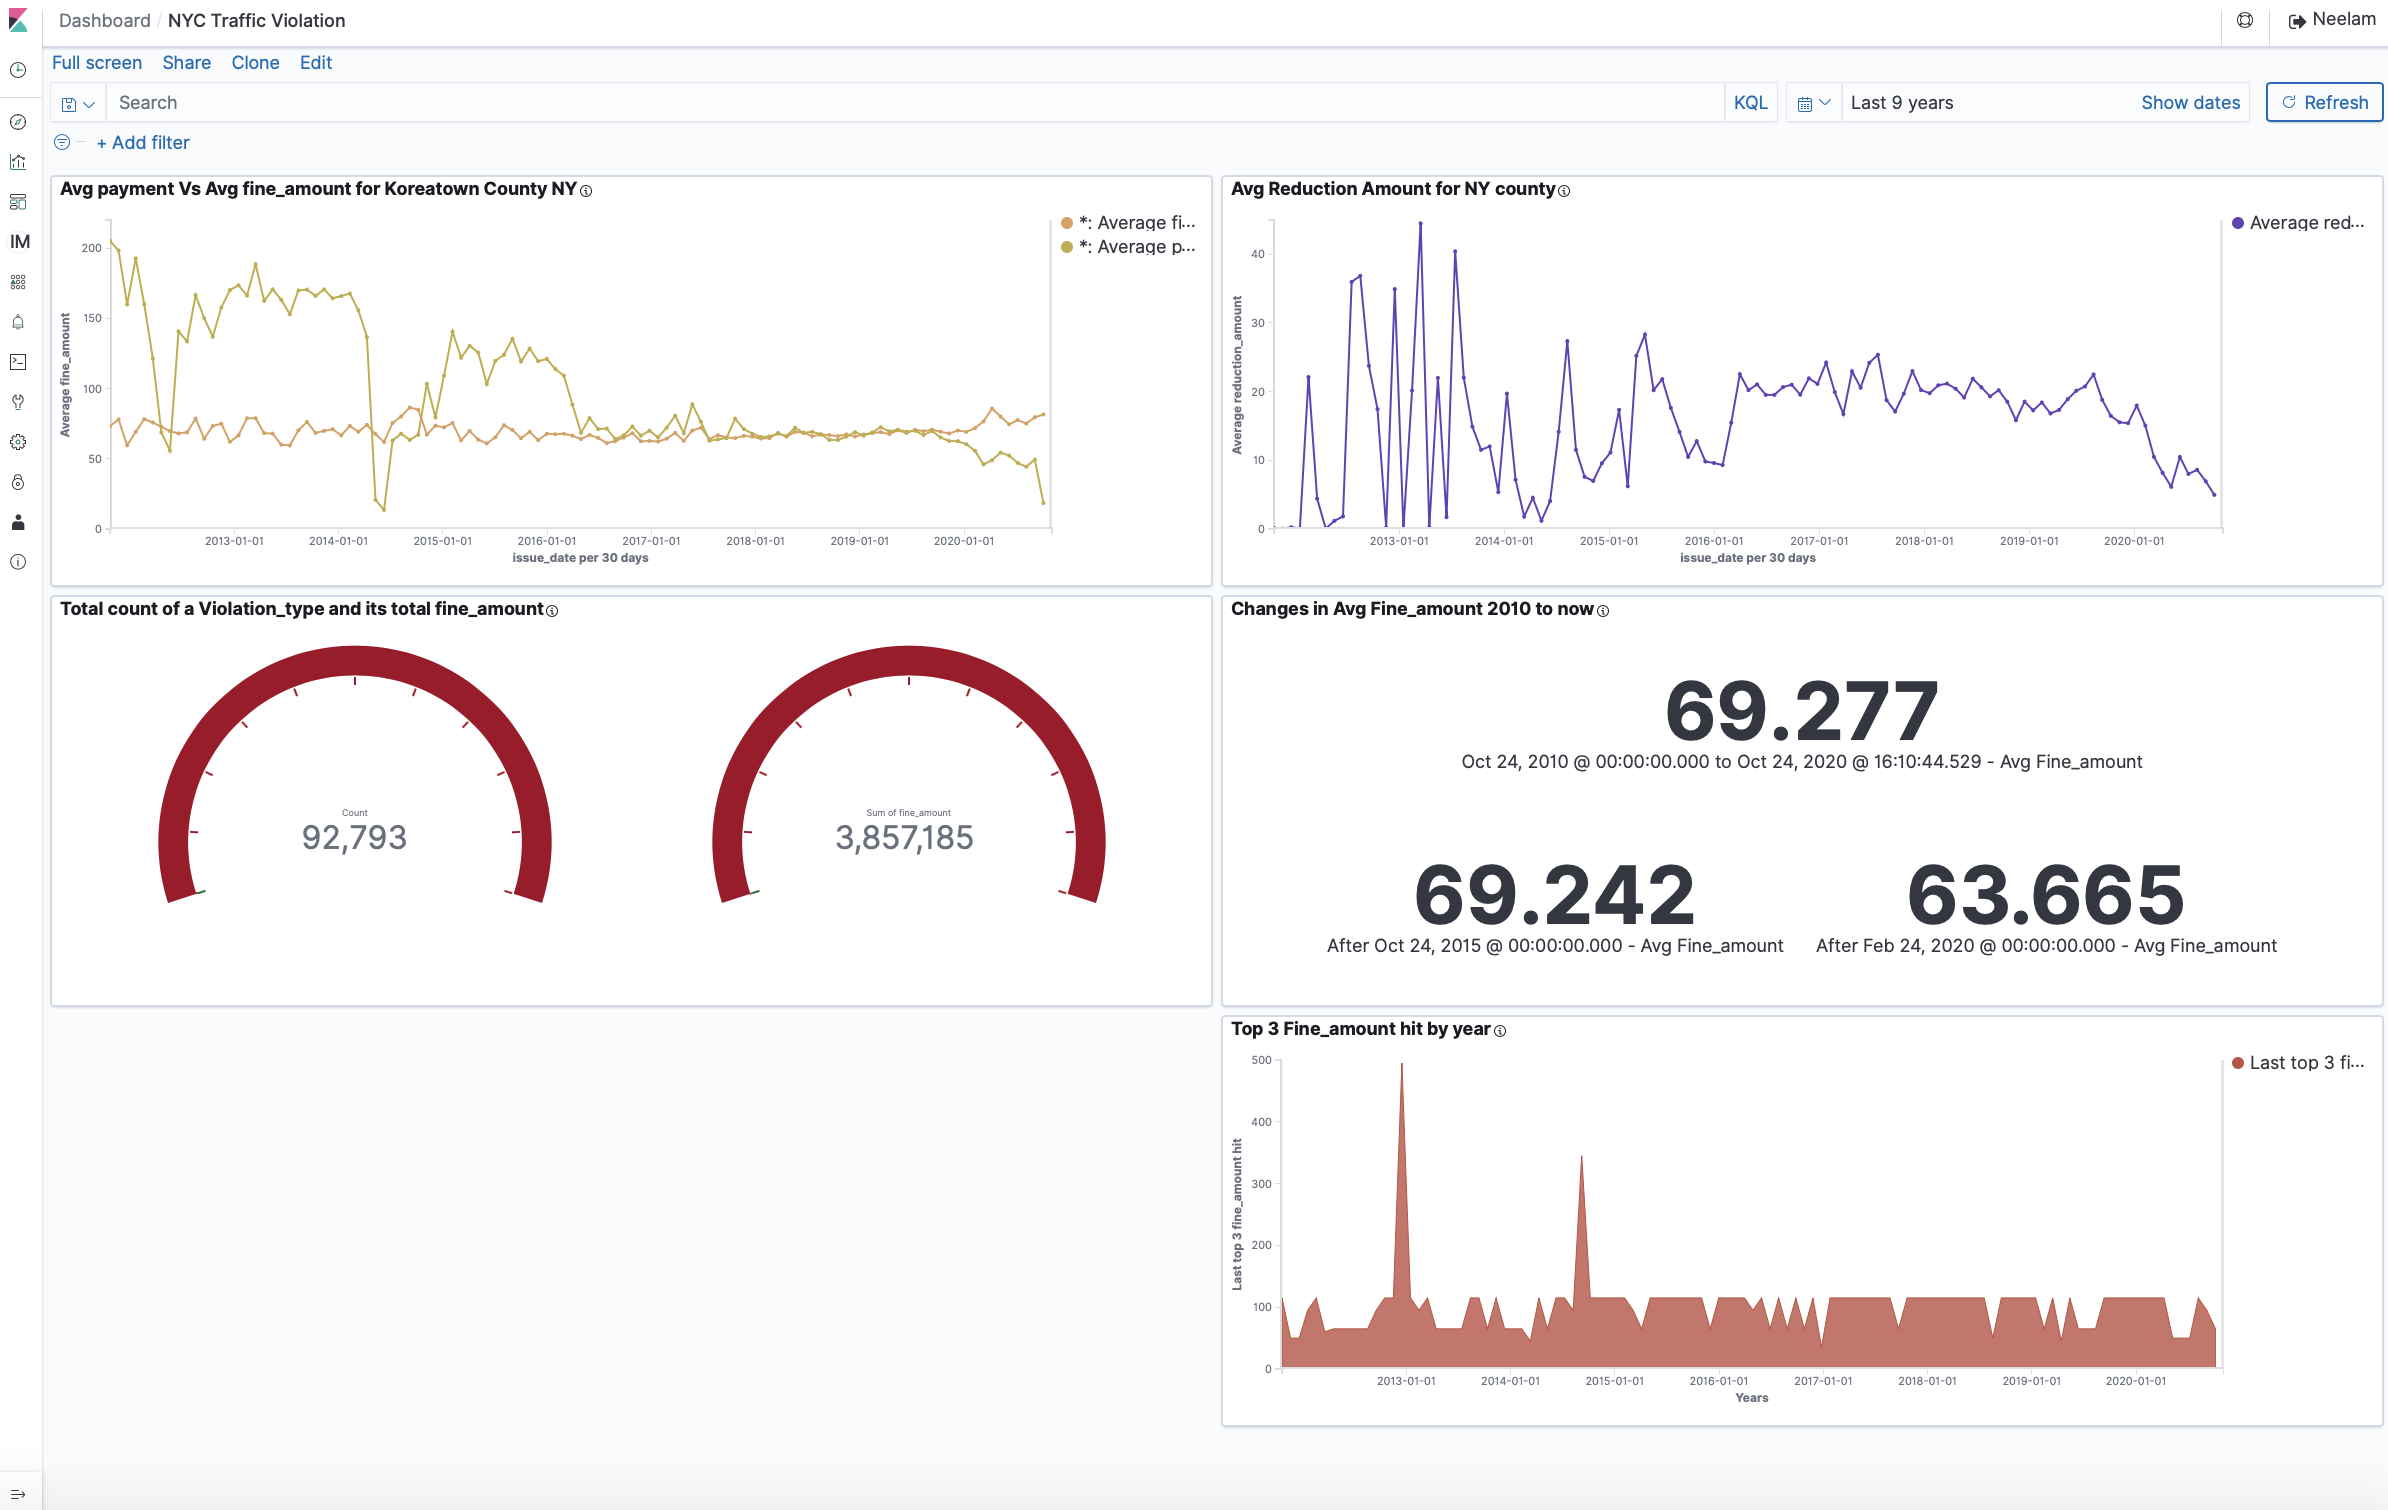 Dashboard / NYC Traffic Violation
Neelam
Full screen Share Clone Edit
Search
KQL
Last 9 years
Show dates
Refresh
+ Add filter
IM
Avg payment Vs Avg fine_amount for Koreatown County NY
*: Average fi...
*: Average p...
Average fine_amount
200
150
100
50
0
2013-01-01 2014-01-01 2015-01-01 2016-01-01 2017-01-01 2018-01-01 2019-01-01 2020-01-01
issue_date per 30 days
Avg Reduction Amount for NY county
Average red...
Average reduction_amount
40
30
20
10
0
2013-01-01 2014-01-01 2015-01-01 2016-01-01 2017-01-01 2018-01-01 2019-01-01 2020-01-01
issue_date per 30 days
Total count of a Violation_type and its total fine_amount
Count
92,793
Sum of fine_amount
3,857,185
Changes in Avg Fine_amount 2010 to now
69.277
Oct 24, 2010 @ 00:00:00.000 to Oct 24, 2020 @ 16:10:44.529 - Avg Fine_amount
69.242
After Oct 24, 2015 @ 00:00:00.000 - Avg Fine_amount
63.665
After Feb 24, 2020 @ 00:00:00.000 - Avg Fine_amount
Top 3 Fine_amount hit by year
Last top 3 fi...
Last top 3 fine_amount hit
500
400
300
200
100
0
2013-01-01 2014-01-01 2015-01-01 2016-01-01 2017-01-01 2018-01-01 2019-01-01 2020-01-01
Years